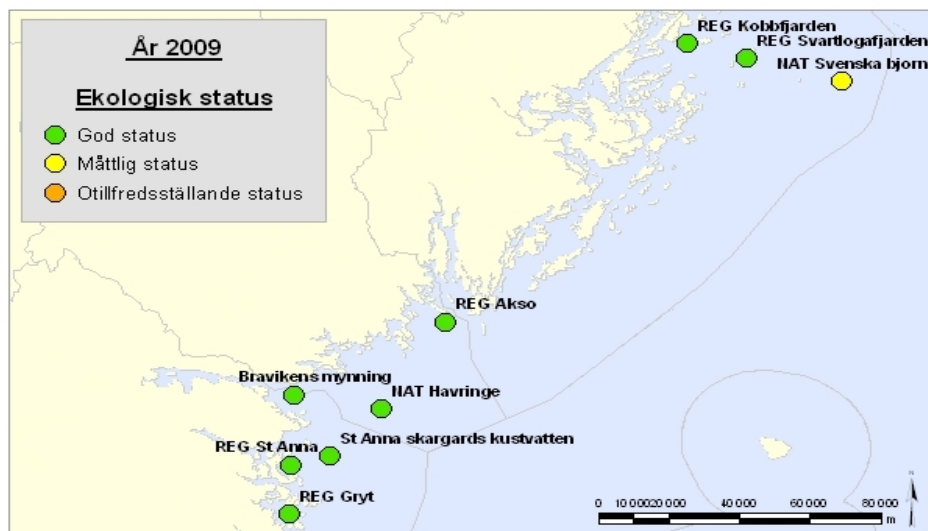 År 2009
Ekologisk status
God status
Måttlig status
Otillfredsställande status
REG Kobbfjarden
REG Svartlogafjarden
NAT Svenska bjorn
REG Akso
Bravikens mynning
NAT Havringe
St Anna skargards kustvatten
REG St Anna
REG Gryt
0 10 000 20 000 40 000 60 000 80 000
m